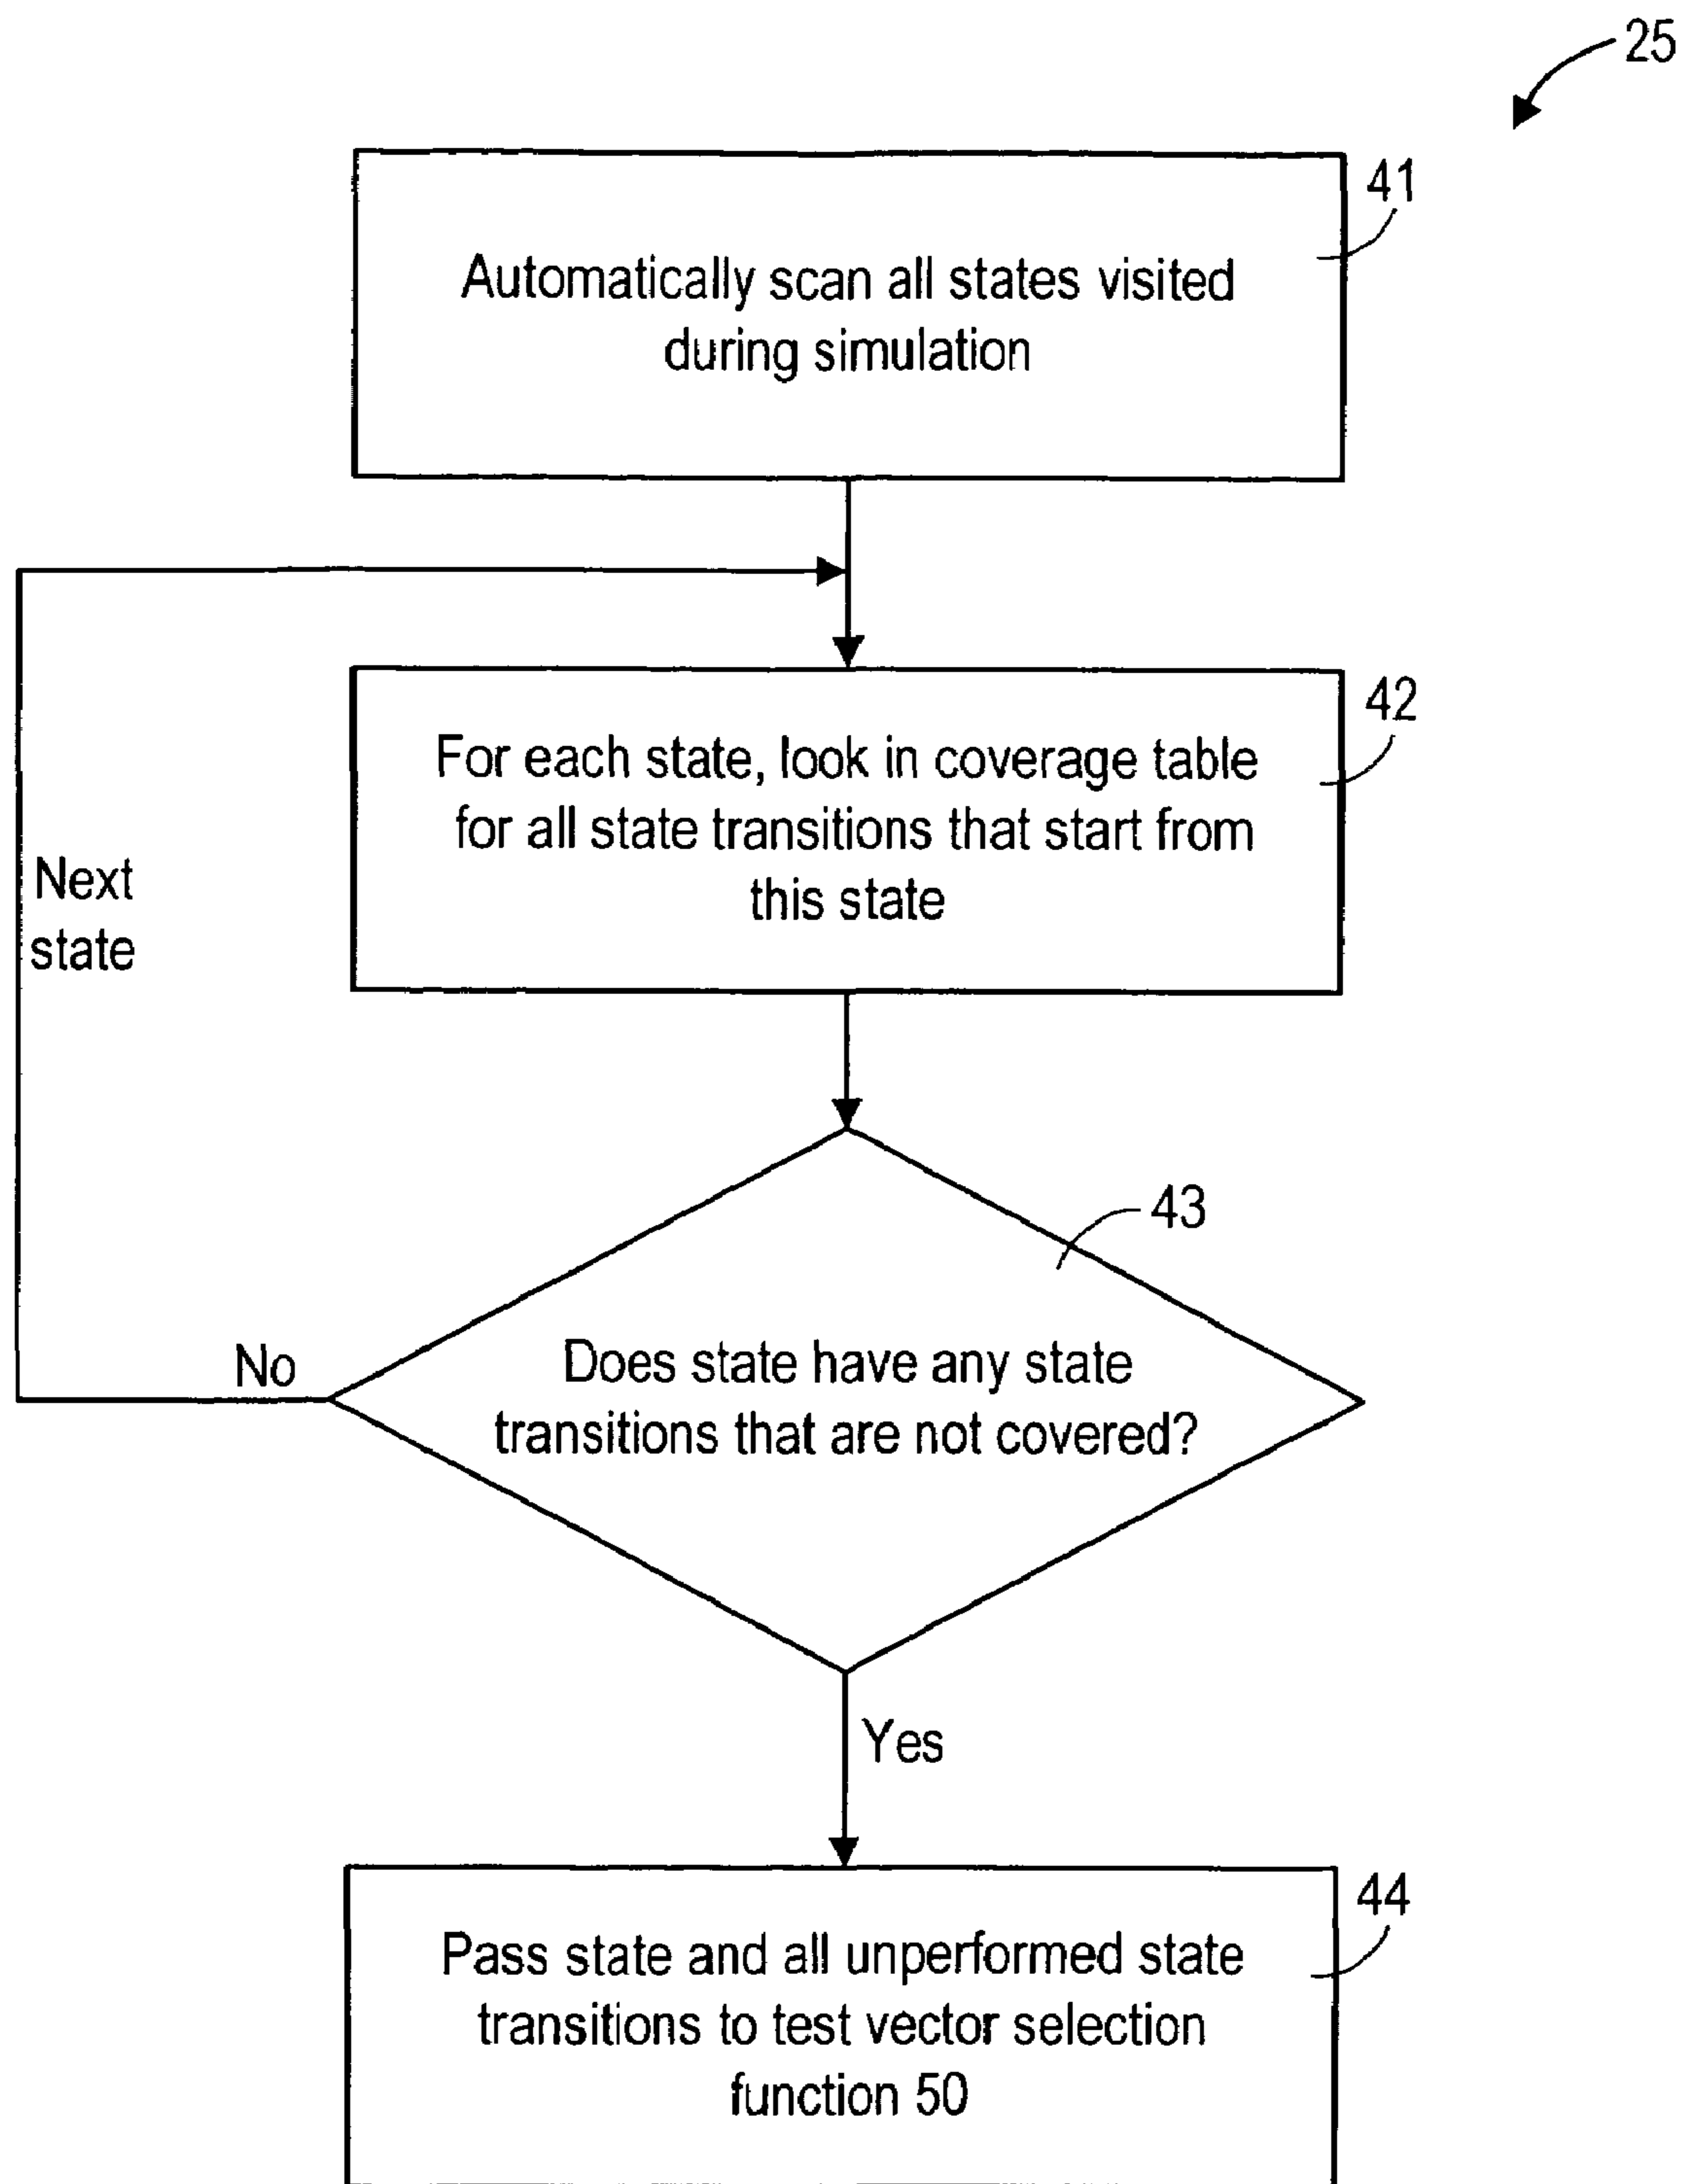 25
41
Automatically scan all states visited
during simulation
42
For each state, look in coverage table
for all state transitions that start from
this state
Next
state
43
Does state have any state
transitions that are not covered?
No
Yes
44
Pass state and all unperformed state
transitions to test vector selection
function 50